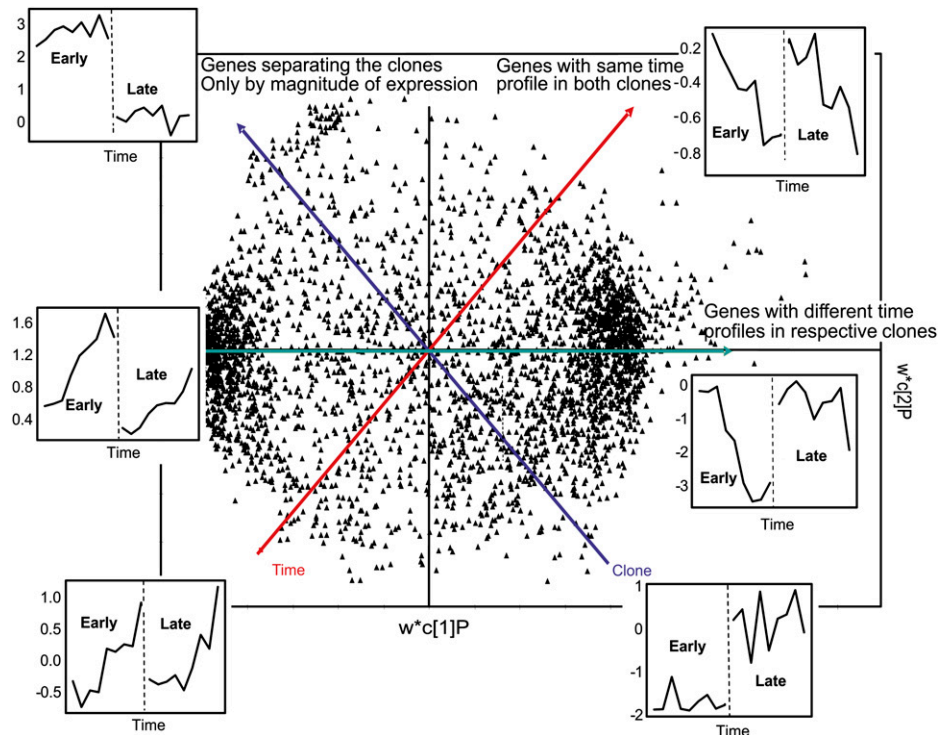 3
2
1
0
Early
Late
Time
Genes separating the clones
Only by magnitude of expression
Genes with same time
profile in both clones
0.2
-0.4
-0.6
-0.8
Early
Late
Time
1.6
1.2
0.4
Early
Late
Time
Genes with different time
profiles in respective clones
w*c[2]P
0
-1
-2
-3
Early
Late
Time
Time
Clone
1.0
0.5
0.0
-0.5
Early
Late
Time
w*c[1]P
1
0
-1
-2
Early
Late
Time